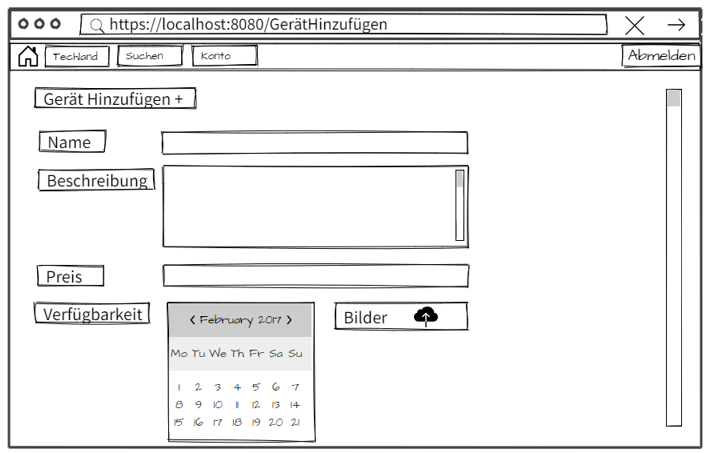 https://localhost:8080/GerätHinzufügen
Techland Suchen Konto Abmelden
Gerät Hinzufügen +
Name
Beschreibung
Preis
Verfügbarkeit
< February 2017 >
Mo Tu We Th Fr Sa Su
1 2 3 4 5 6 7
8 9 10 11 12 13 14
15 16 17 18 19 20 21
Bilder